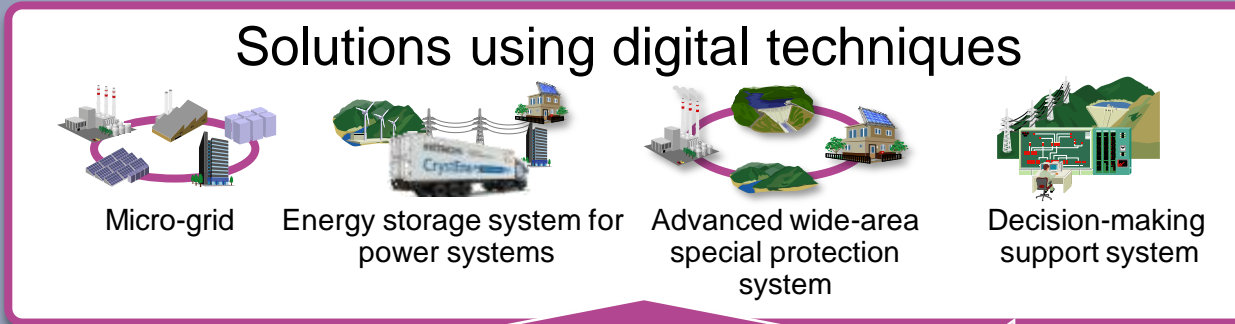 Solutions using digital techniques
Micro-grid
Energy storage system for
power systems
Advanced wide-area
special protection
system
Decision-making
support system